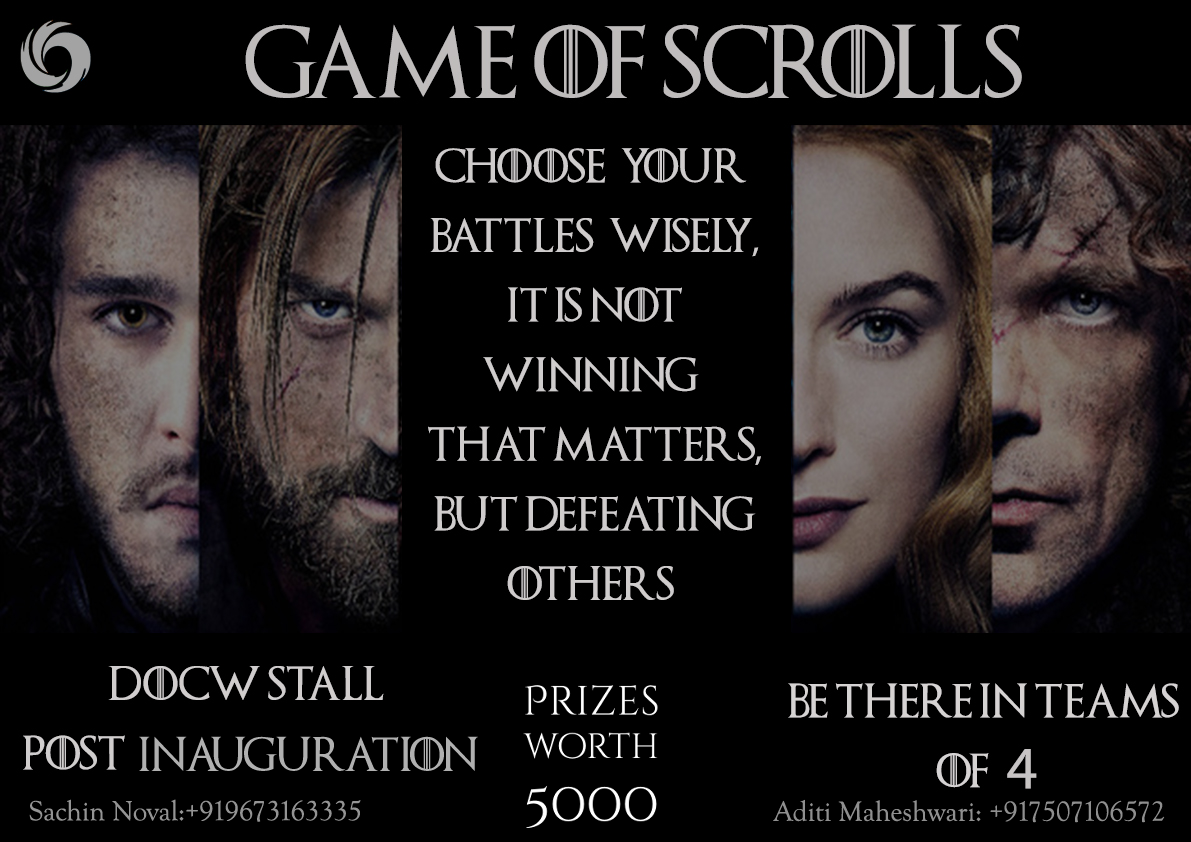 GAME OF SCROLLS
CHOOSE YOUR
BATTLES WISELY,
IT IS NOT
WINNING
THAT MATTERS,
BUT DEFEATING
OTHERS
DOCW STALL
POST INAUGURATION
Sachin Noval:+919673163335
PRIZES
WORTH
5000
BE THERE IN TEAMS
OF 4
Aditi Maheshwari: +917507106572